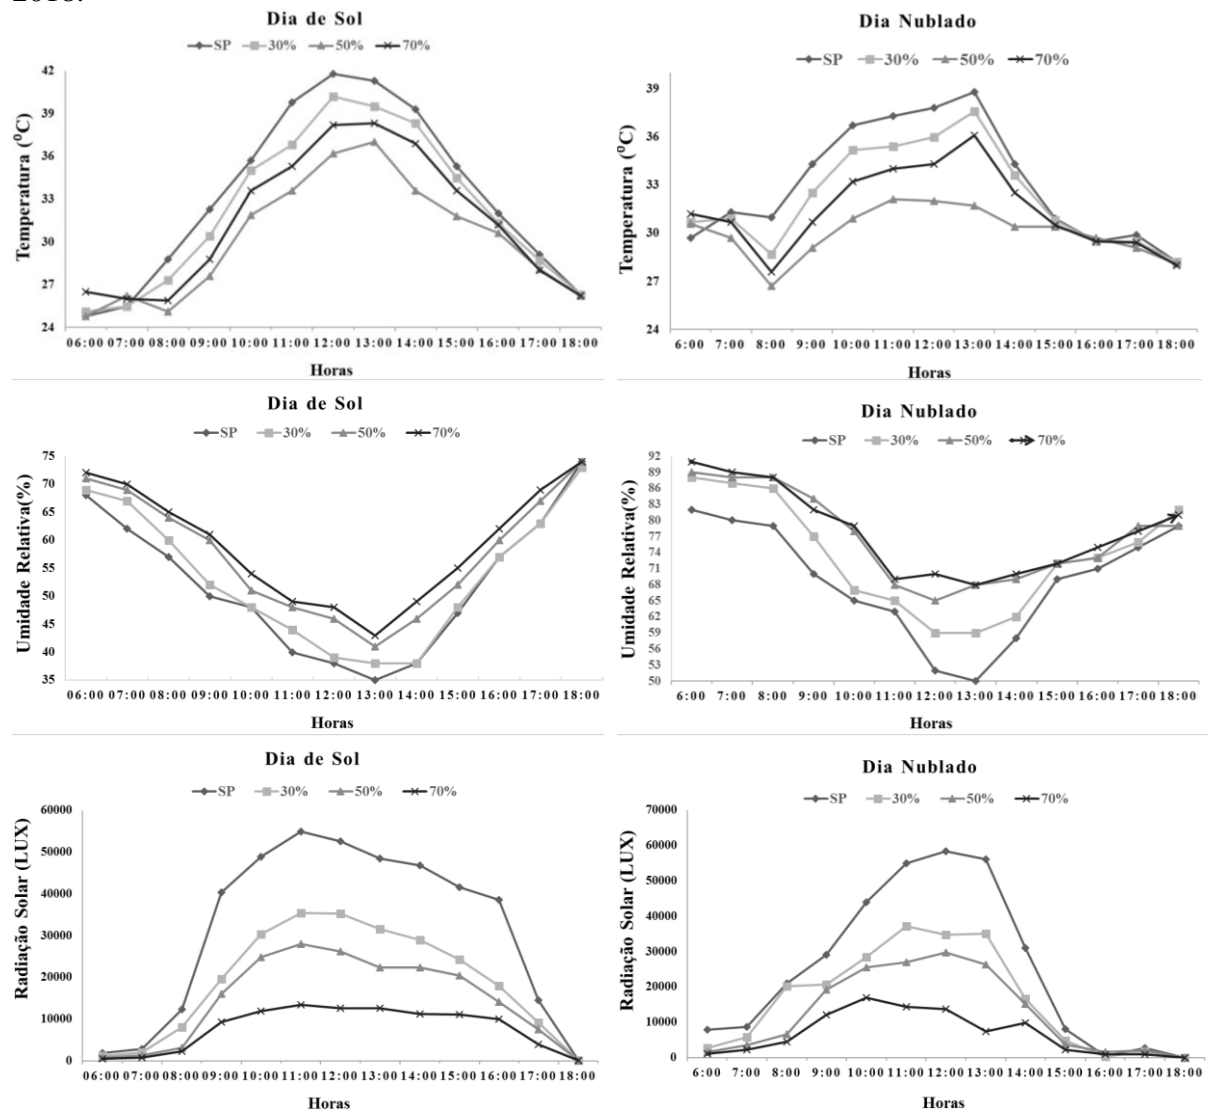 2018.
Dia de Sol
SP 30% 50% 70%
Temperatura (⁰C)
42
39
36
33
30
27
24
06:00 07:00 08:00 09:00 10:00 11:00 12:00 13:00 14:00 15:00 16:00 17:00 18:00
Horas
Dia Nublado
SP 30% 50% 70%
Temperatura (⁰C)
39
36
33
30
27
24
6:00 7:00 8:00 9:00 10:00 11:00 12:00 13:00 14:00 15:00 16:00 17:00 18:00
Horas
Dia de Sol
SP 30% 50% 70%
Umidade Relativa(%)
75
70
65
60
55
50
45
40
35
06:00 07:00 08:00 09:00 10:00 11:00 12:00 13:00 14:00 15:00 16:00 17:00 18:00
Horas
Dia Nublado
SP 30% 50% 70%
Umidade Relativa(%)
92
89
86
83
80
77
74
71
68
65
62
59
56
53
50
6:00 7:00 8:00 9:00 10:00 11:00 12:00 13:00 14:00 15:00 16:00 17:00 18:00
Horas
Dia de Sol
SP 30% 50% 70%
Radiação Solar (LUX)
60000
50000
40000
30000
20000
10000
0
06:00 07:00 08:00 09:00 10:00 11:00 12:00 13:00 14:00 15:00 16:00 17:00 18:00
Horas
Dia Nublado
SP 30% 50% 70%
Radiação Solar (LUX)
70000
60000
50000
40000
30000
20000
10000
0
6:00 7:00 8:00 9:00 10:00 11:00 12:00 13:00 14:00 15:00 16:00 17:00 18:00
Horas